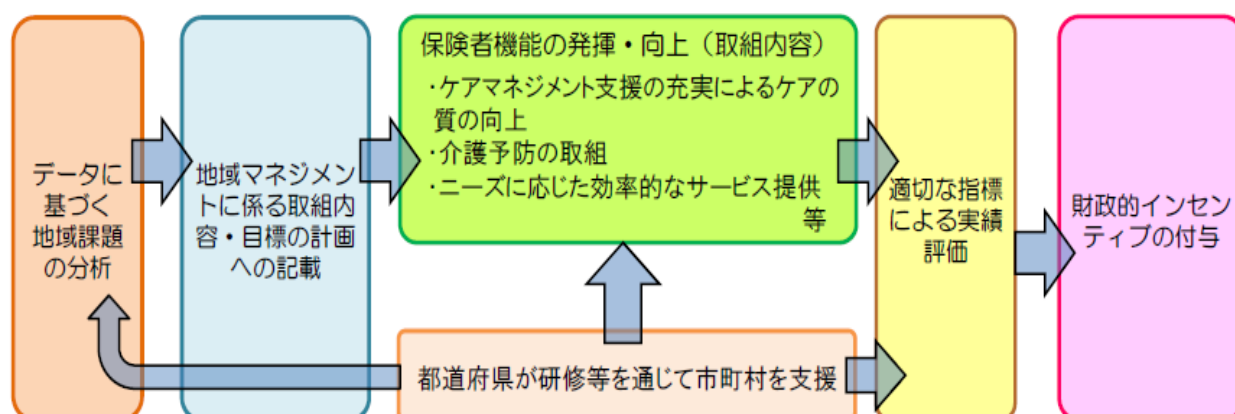 データに
基づく
地域課題
の分析
地域マネジメン
トに係る取組内
容・目標の計画
への記載
保険者機能の発揮・向上（取組内容）
・ケアマネジメント支援の充実によるケアの
質の向上
・介護予防の取組
・ニーズに応じた効率的なサービス提供
等
都道府県が研修等を通じて市町村を支援
適切な指標
による実績
評価
財政的インセン
ティブの付与